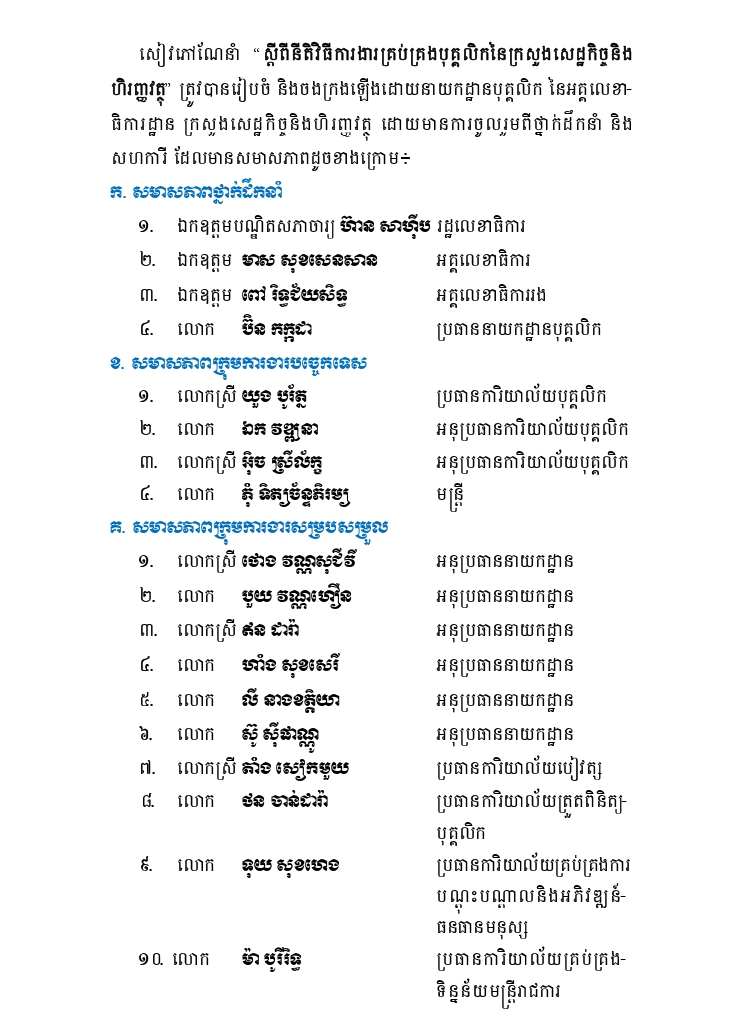 សៀវភៅណែនាំ “ ស្តីពីនីតិវិធីការងារគ្រប់គ្រងបុគ្គលិកនៃក្រសួងសេដ្ឋកិច្ចនិង
ហិរញ្ញវត្ថុ” ត្រូវបានរៀបចំ និងចងក្រងឡើងដោយនាយកដ្ឋានបុគ្គលិក នៃអគ្គលេខា-
ធិការដ្ឋាន ក្រសួងសេដ្ឋកិច្ចនិងហិរញ្ញវត្ថុ ដោយមានការចូលរួមពីថ្នាក់ដឹកនាំ និង
សហការី ដែលមានសមាសភាពដូចខាងក្រោម÷
ក. សមាសភាពថ្នាក់ដឹកនាំ
១. ឯកឧត្តមបណ្ឌិតសភាចារ្យ ហ៊ាន សាហ៊ីប រដ្ឋលេខាធិការ
២. ឯកឧត្តម មាស សុខសេនសាន អគ្គលេខាធិការ
៣. ឯកឧត្តម ពៅ រិទ្ធជ័យសិទ្ធ អគ្គលេខាធិការរង
៤. លោក ប៊ិន កក្កដា ប្រធាននាយកដ្ឋានបុគ្គលិក
ខ. សមាសភាពក្រុមការងារបច្ចេកទេស
១. លោកស្រី យួង បូរ័ត្ន ប្រធានការិយាល័យបុគ្គលិក
២. លោក ឯក វឌ្ឍនា អនុប្រធានការិយាល័យបុគ្គលិក
៣. លោកស្រី អ៊ិច ស្រីល័ក្ខ អនុប្រធានការិយាល័យបុគ្គលិក
៤. លោក ភុំ ទិត្យច័ន្ទភិរម្យ មន្ត្រី
គ. សមាសភាពក្រុមការងារសម្របសម្រួល
១. លោកស្រី ថោង វណ្ណសុជីវី អនុប្រធាននាយកដ្ឋាន
២. លោក បួយ វណ្ណហឿន អនុប្រធាននាយកដ្ឋាន
៣. លោកស្រី ឥន ដារ៉ា អនុប្រធាននាយកដ្ឋាន
៤. លោក ហាំង សុខសេរី អនុប្រធាននាយកដ្ឋាន
៥. លោក លី នាងខត្តិយា អនុប្រធាននាយកដ្ឋាន
៦. លោក ស៊ូ ស៊ីផាណ្ណូ អនុប្រធាននាយកដ្ឋាន
៧. លោកស្រី តាំង សៀកមួយ ប្រធានការិយាល័យបៀវត្ស
៨. លោក ថន ចាន់ដារ៉ា ប្រធានការិយាល័យត្រួតពិនិត្យ-
បុគ្គលិក
៩. លោក ទុយ សុខហេង ប្រធានការិយាល័យគ្រប់គ្រងការ
បណ្តុះបណ្តាលនិងអភិវឌ្ឍន៍-
ធនធានមនុស្ស
១០. លោក ម៉ា បូរីរិទ្ធ ប្រធានការិយាល័យគ្រប់គ្រង-
ទិន្នន័យមន្ត្រីរាជការ